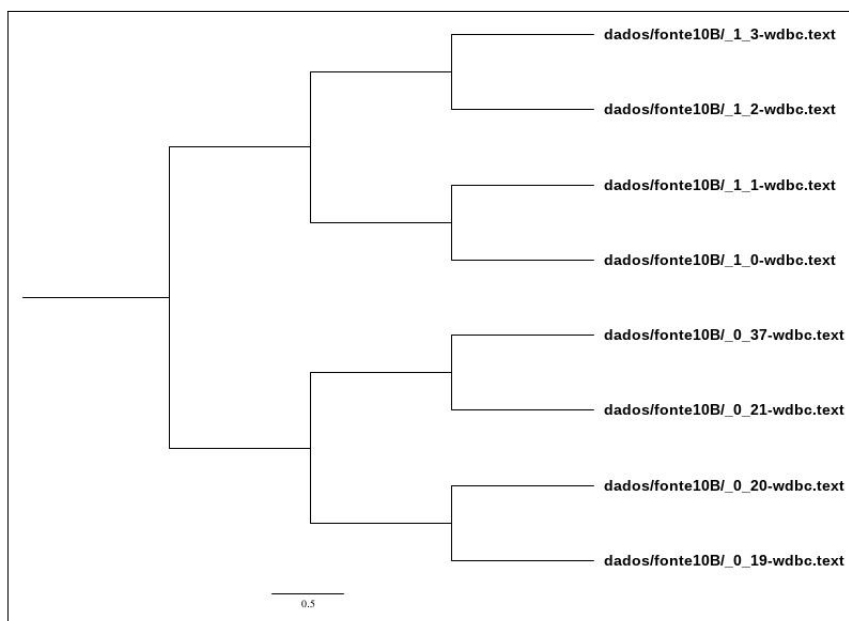 dados/fonte10B/_1_3-wdbc.text
dados/fonte10B/_1_2-wdbc.text
dados/fonte10B/_1_1-wdbc.text
dados/fonte10B/_1_0-wdbc.text
dados/fonte10B/_0_37-wdbc.text
dados/fonte10B/_0_21-wdbc.text
dados/fonte10B/_0_20-wdbc.text
dados/fonte10B/_0_19-wdbc.text
0.5